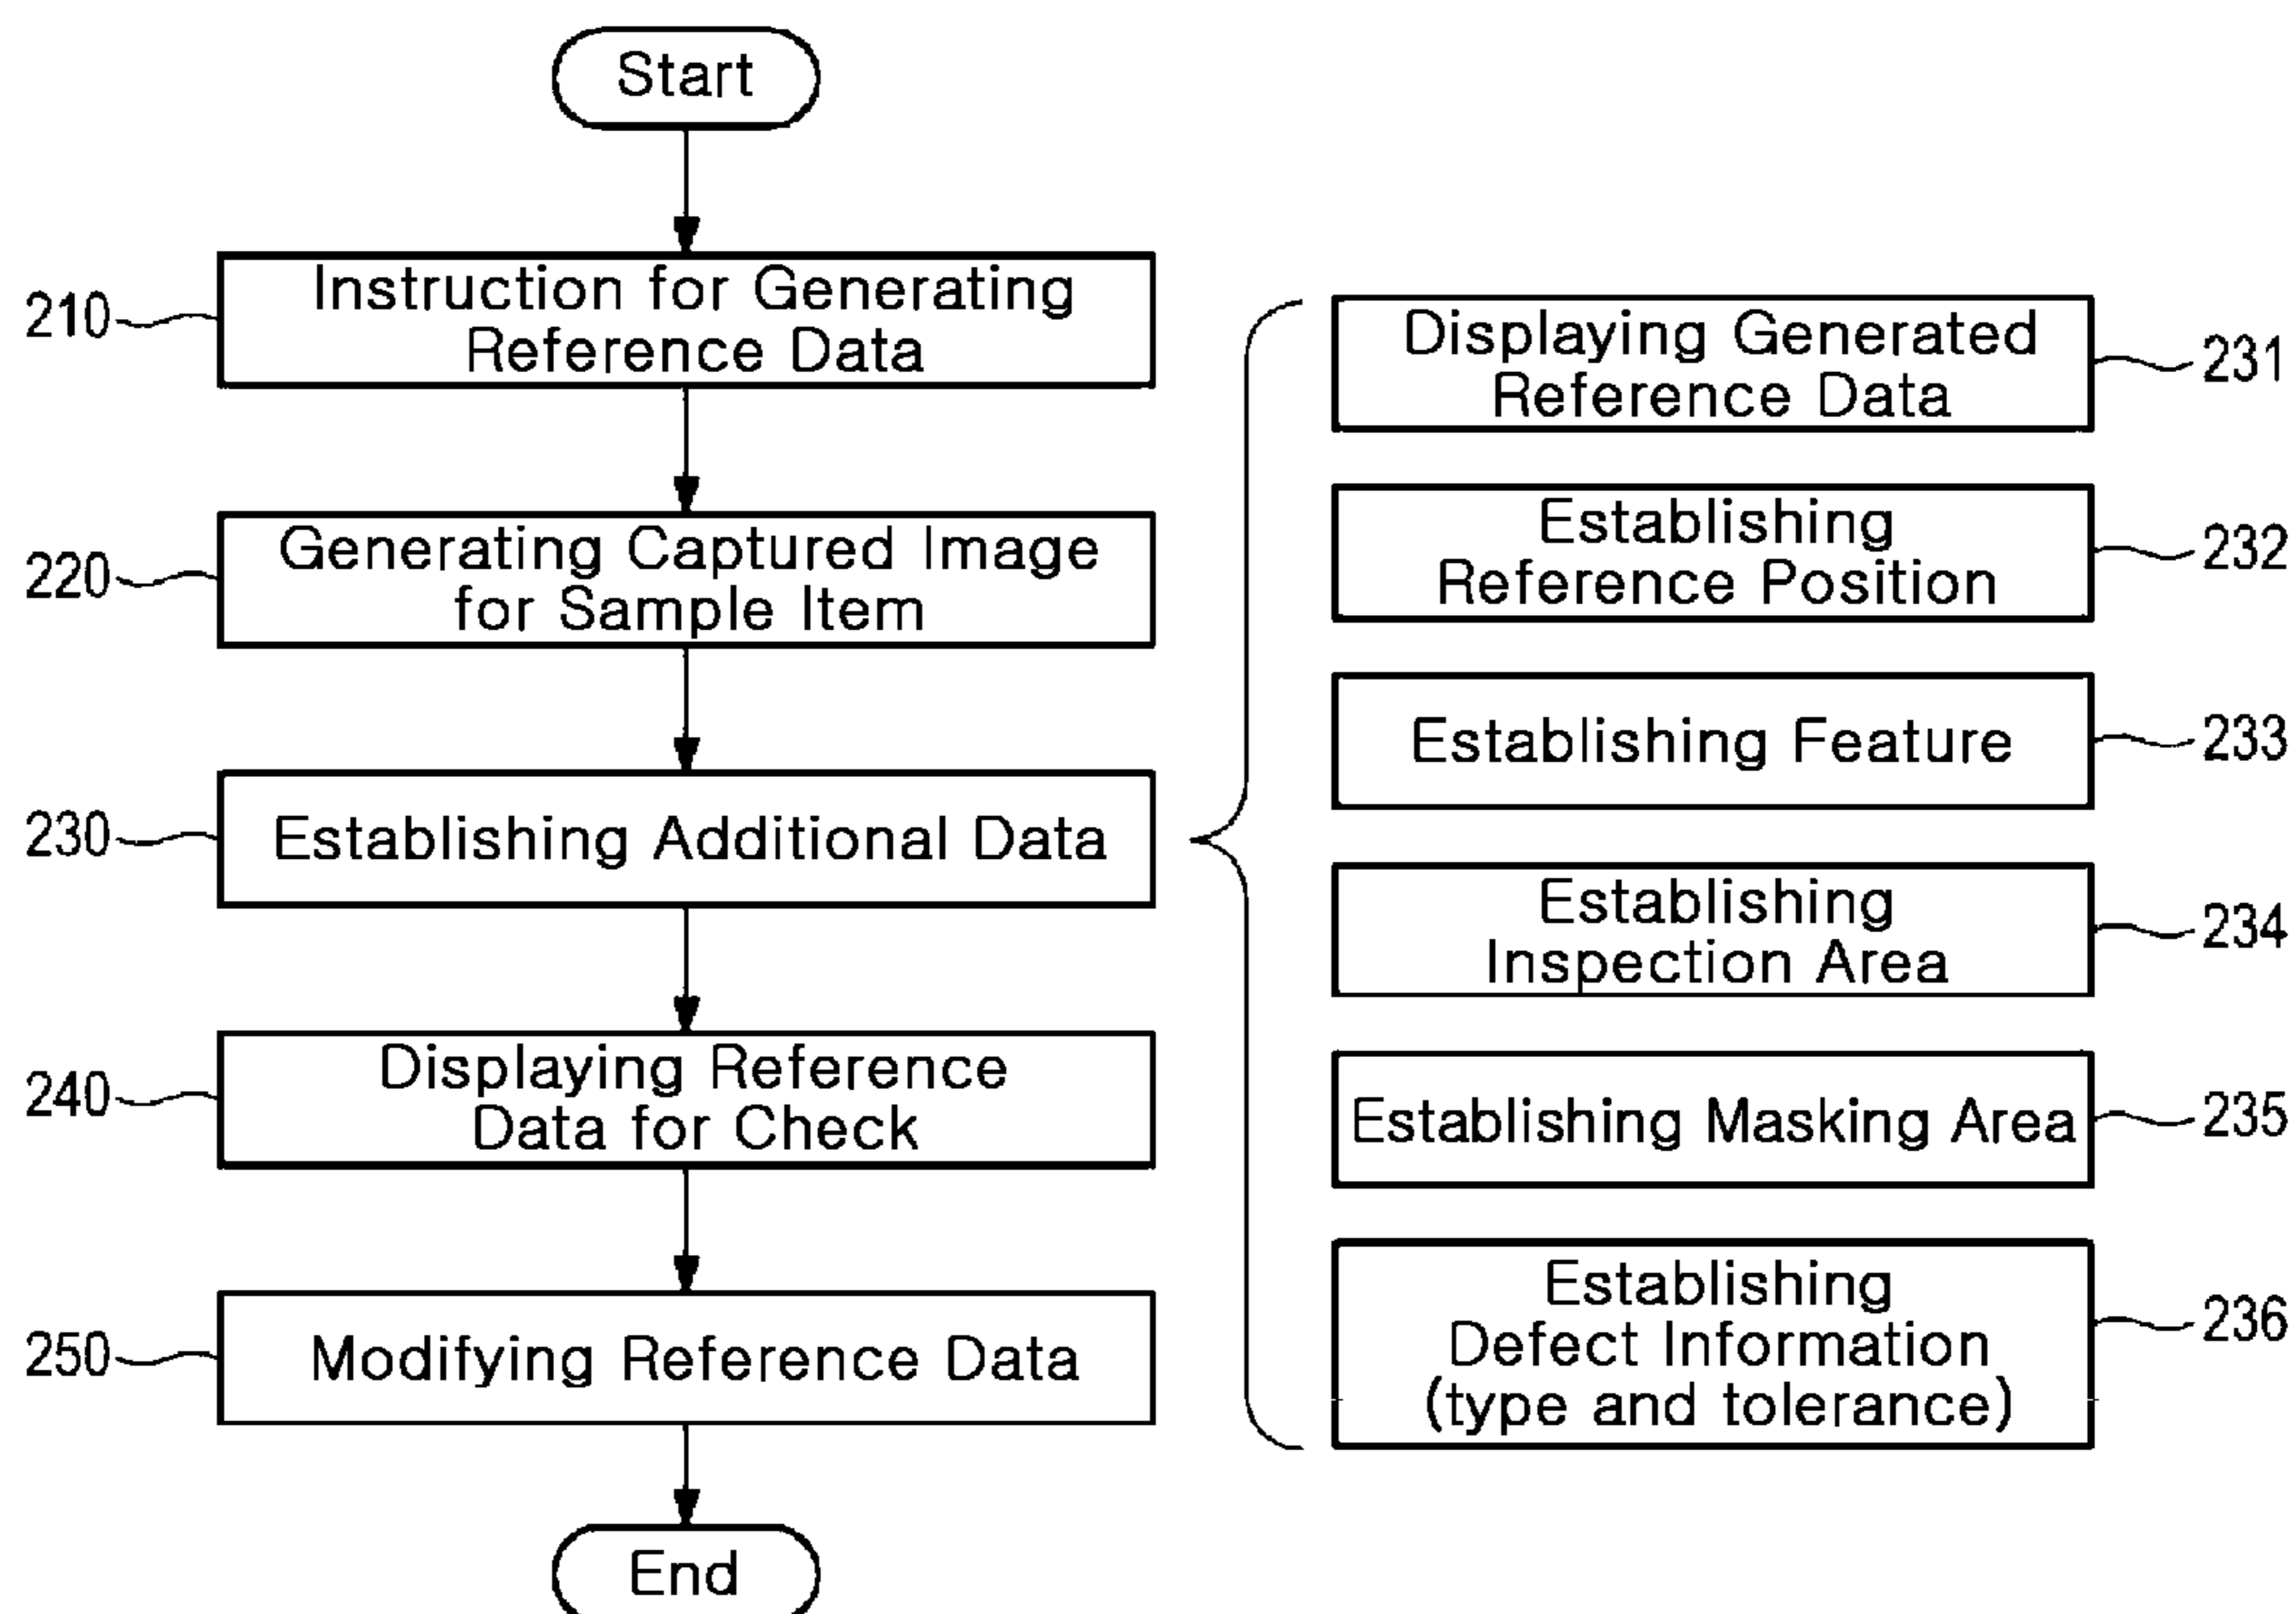 Start
210
Instruction for Generating
Reference Data
220
Generating Captured Image
for Sample Item
230
Establishing Additional Data
240
Displaying Reference
Data for Check
250
Modifying Reference Data
End
Displaying Generated
Reference Data
231
Establishing
Reference Position
232
Establishing Feature
233
Establishing
Inspection Area
234
Establishing Masking Area
235
Establishing
Defect Information
(type and tolerance)
236